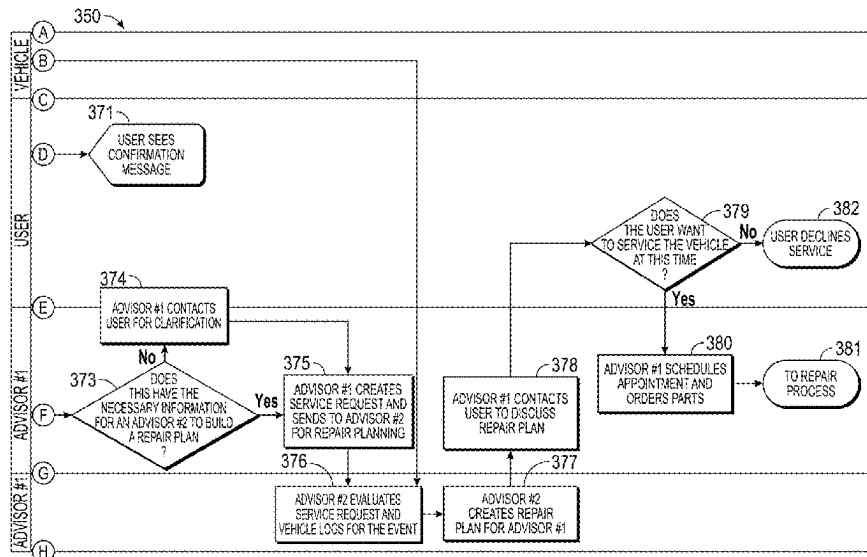 350
A
VEHICLE
B
C
371
USER SEES
CONFIRMATION
MESSAGE
D
USER
379
DOES
THE USER WANT
TO SERVICE THE VEHICLE
AT THIS TIME
?
No
382
USER DECLINES
SERVICE
Yes
E
374
ADVISOR #1 CONTACTS
USER FOR CLARIFICATION
No
ADVISOR #1
373
DOES
THIS HAVE THE
NECESSARY INFORMATION
FOR AN ADVISOR #2 TO BUILD
A REPAIR PLAN
?
F
Yes
375
ADVISOR #1 CREATES
SERVICE REQUEST AND
SENDS TO ADVISOR #2
FOR REPAIR PLANNING
378
ADVISOR #1 CONTACTS
USER TO DISCUSS
REPAIR PLAN
380
ADVISOR #1 SCHEDULES
APPOINTMENT AND
ORDERS PARTS
381
TO REPAIR
PROCESS
G
ADVISOR #1
376
ADVISOR #2 EVALUATES
SERVICE REQUEST AND
VEHICLE LOGS FOR THE EVENT
377
ADVISOR #2
CREATES REPAIR
PLAN FOR ADVISOR #1
H